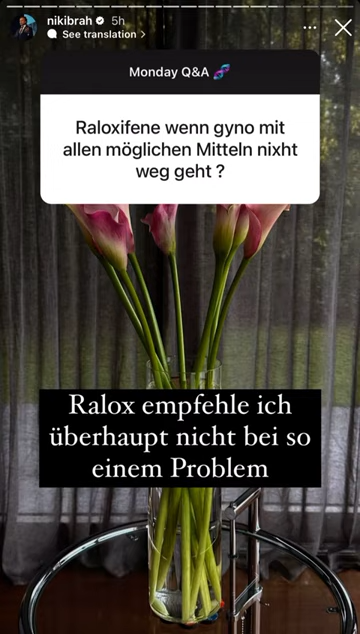 nikibrah 5h
See translation >
Monday Q&A 🧬
Raloxifene wenn gyno mit
allen möglichen Mitteln nixht
weg geht ?
Ralox empfehle ich
überhaupt nicht bei so
einem Problem